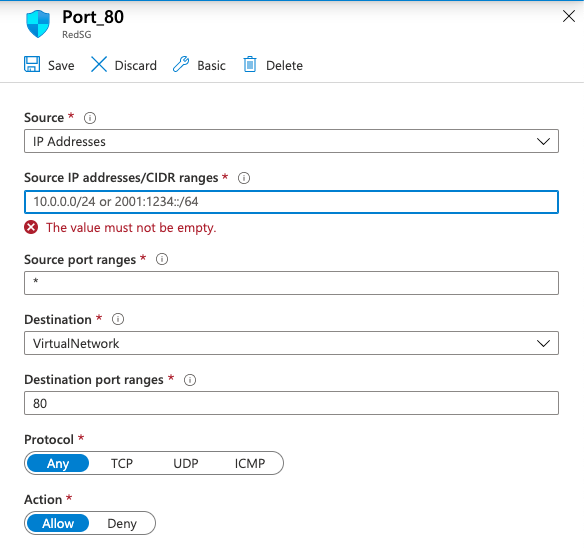 Port_80
RedSG
Save Discard Basic Delete
Source *
IP Addresses
Source IP addresses/CIDR ranges *
10.0.0.0/24 or 2001:1234::/64
The value must not be empty.
Source port ranges *
*
Destination *
VirtualNetwork
Destination port ranges *
80
Protocol *
Any TCP UDP ICMP
Action *
Allow Deny